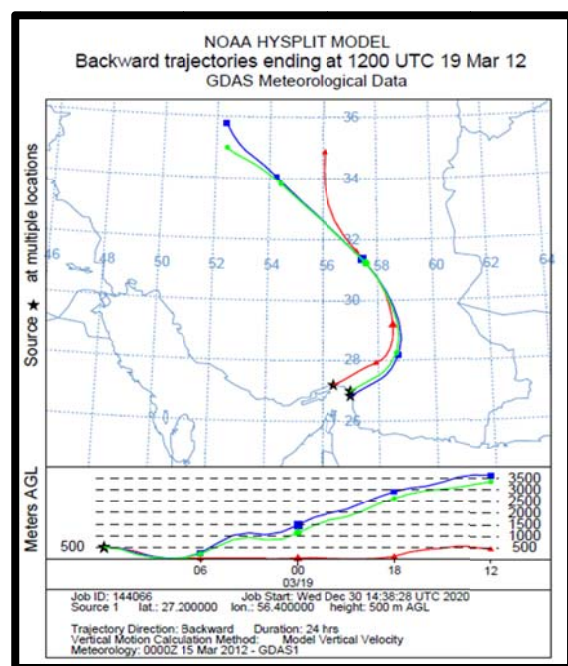 NOAA HYSPLIT MODEL
Backward trajectories ending at 1200 UTC 19 Mar 12
GDAS Meteorological Data
Source ★ at multiple locations
36
34
46 48 50 52 54 56 58 60 62 64
32
30
28
26
Meters AGL
500
3500
3000
2500
2000
1500
1000
500
06 00 18 12
03/19
Job ID: 144066 Job Start: Wed Dec 30 14:38:28 UTC 2020
Source 1 lat.: 27.200000 lon.: 56.400000 height: 500 m AGL
Trajectory Direction: Backward Duration: 24 hrs
Vertical Motion Calculation Method: Model Vertical Velocity
Meteorology: 0000Z 15 Mar 2012 - GDAS1